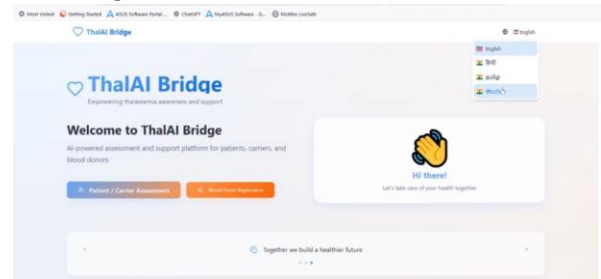 Most Visited Getting Started ASUS Software Portal ... ChatGPT MyASUS Software - G... McAfee LiveSafe
ThalAI Bridge
English
English
हिन्दी
தமிழ்
ThalAI Bridge
Empowering thalassemia awareness and support
Welcome to ThalAI Bridge
AI-powered assessment and support platform for patients, carriers, and
blood donors
Patient / Carrier Assessment
Blood Donor Registration
Hi there!
Let's take care of your health together
Together we build a healthier future